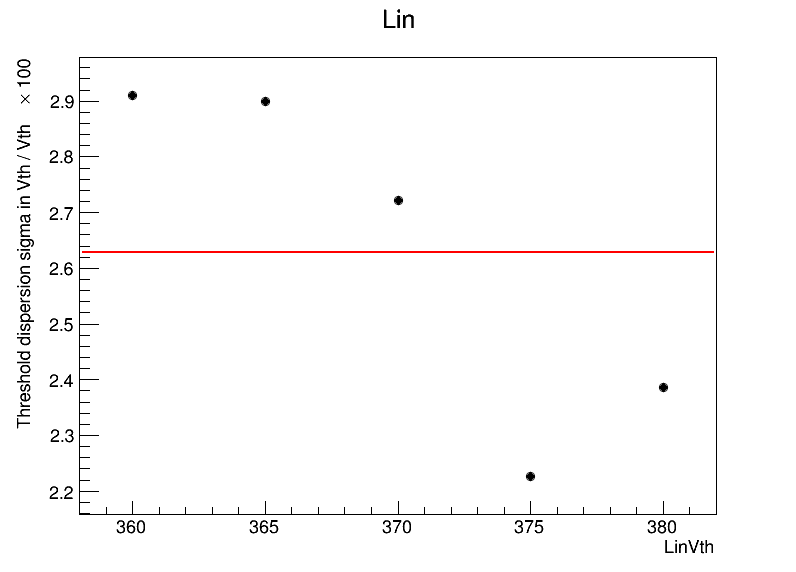 Lin
Threshold dispersion sigma in Vth / Vth × 100
2.9
2.8
2.7
2.6
2.5
2.4
2.3
2.2
360 365 370 375 380
LinVth